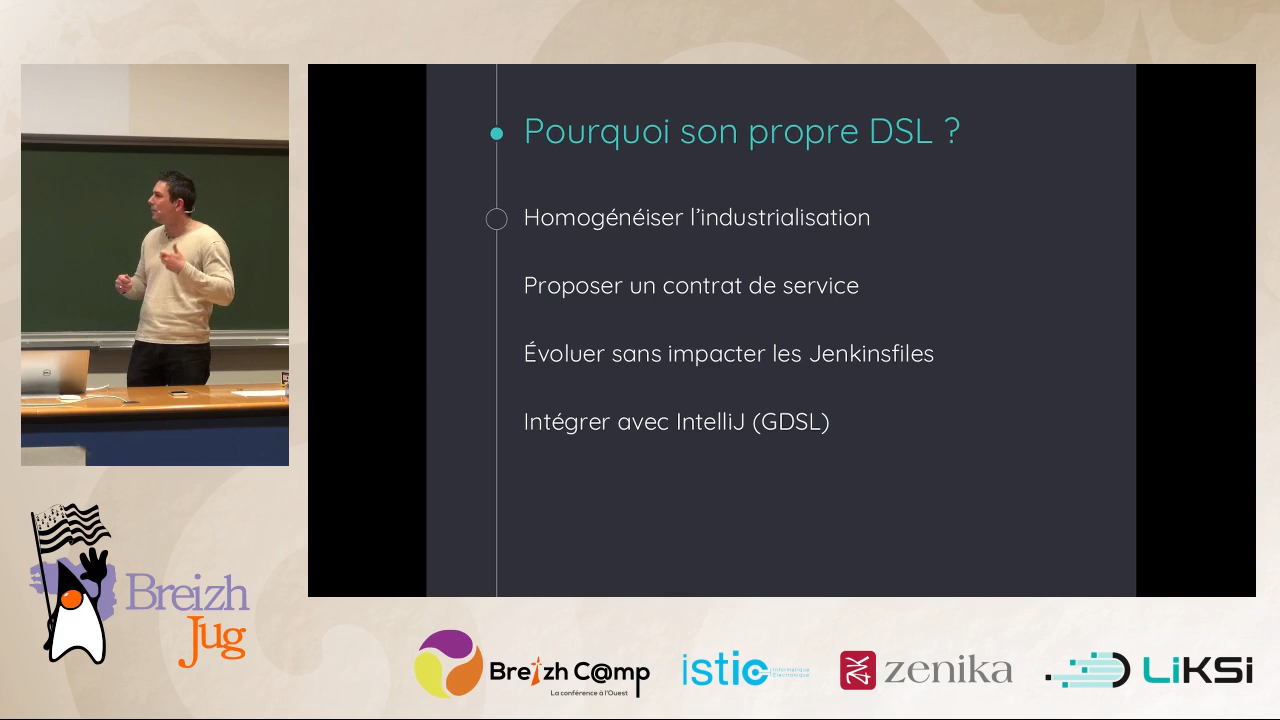 Pourquoi son propre DSL ?
Homogénéiser l’industrialisation
Proposer un contrat de service
Évoluer sans impacter les Jenkinsfiles
Intégrer avec IntelliJ (GDSL)
Breizh
Jug
Breizh C@mp
La conférence à l'Ouest
istic
Informatique
Électronique
zenika
LiKSi